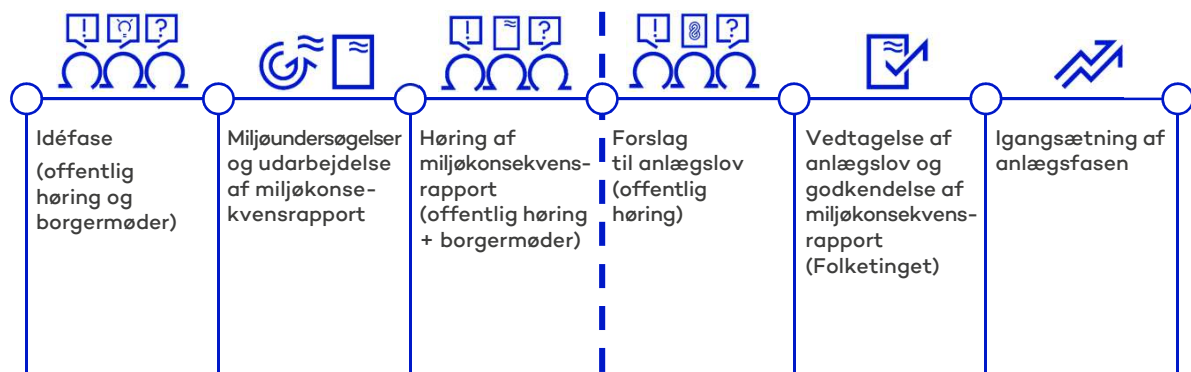 ! ?
! ?
! ?
Idéfase
(offentlig
høring og
borgermøder)
Miljøundersøgelser
og udarbejdelse
af miljøkonse-
kvensrapport
Høring af
miljøkonsekvens-
rapport
(offentlig høring
+ borgermøder)
Forslag
til anlægslov
(offentlig
høring)
Vedtagelse af
anlægslov og
godkendelse af
miljøkonsekvens-
rapport
(Folketinget)
Igangsætning af
anlægsfasen